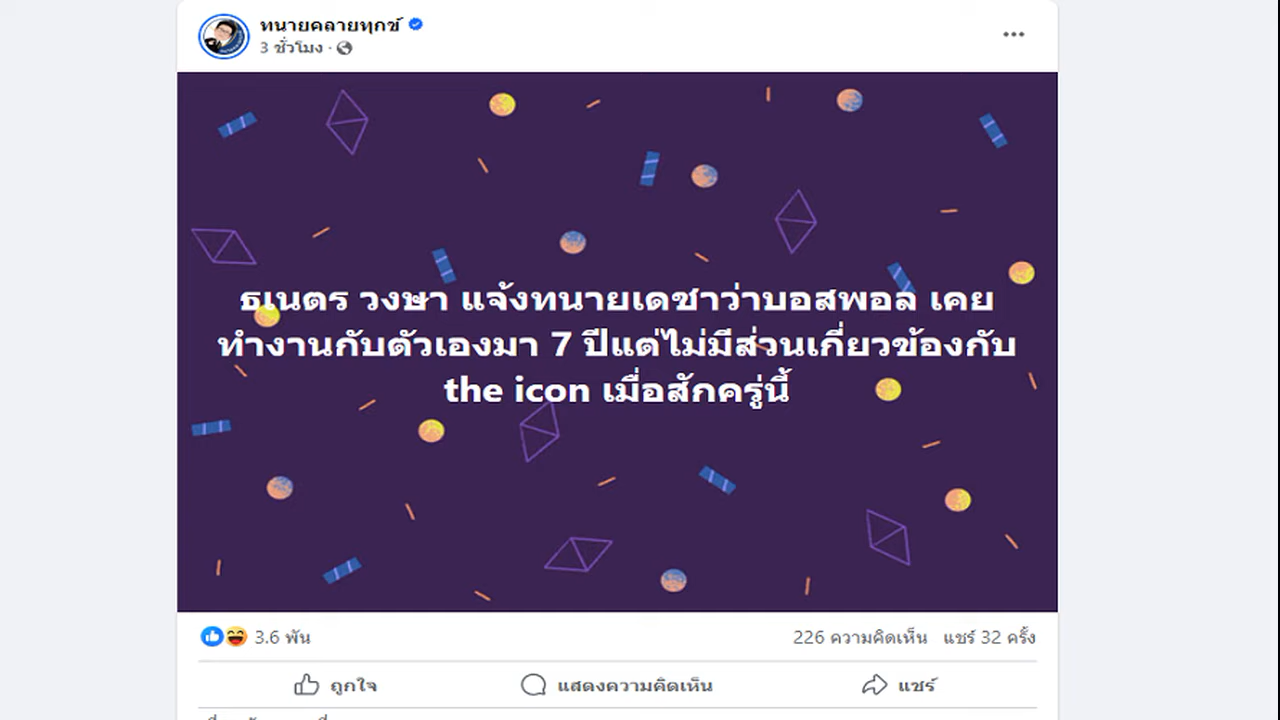 ทนายคลายทุกข์
3 ชั่วโมง ·
ธเนตร วงษา แจ้งทนายเดชาว่าบอสพอล เคย
ทำงานกับตัวเองมา 7 ปีแต่ไม่มีส่วนเกี่ยวข้องกับ
the icon เมื่อสักครู่นี้
3.6 พัน
226 ความคิดเห็น แชร์ 32 ครั้ง
ถูกใจ
แสดงความคิดเห็น
แชร์